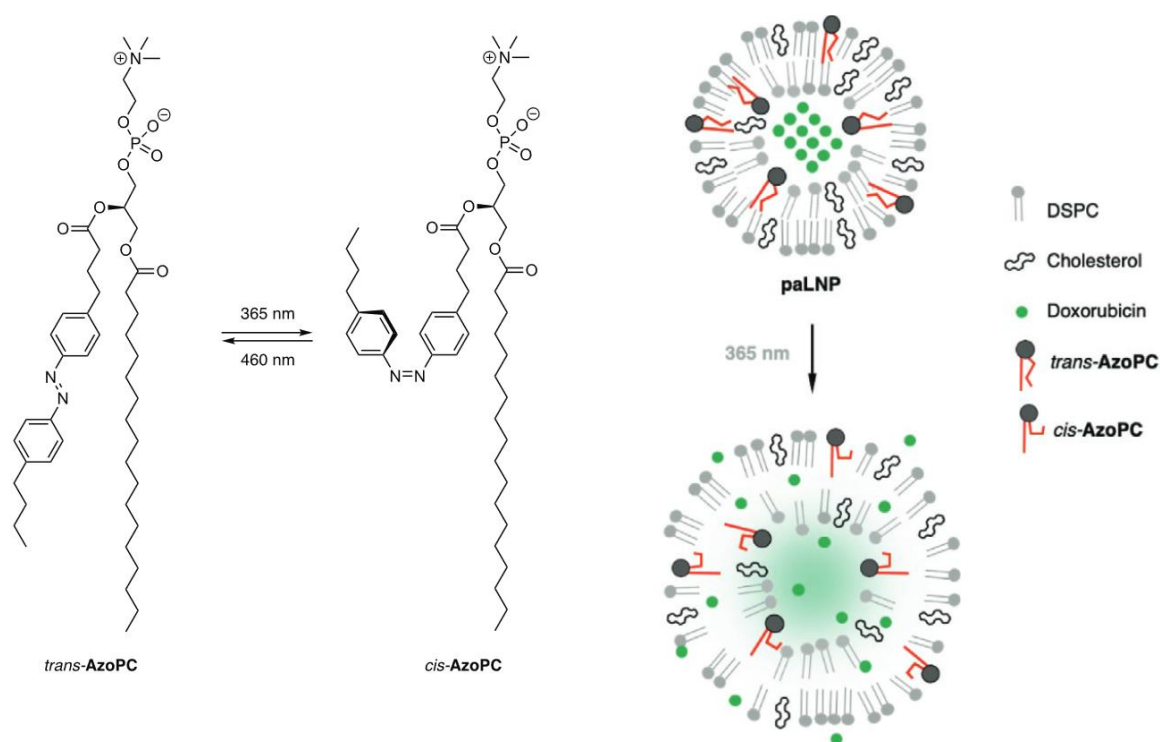 N
⊕
O
O
⊖
P
O
O
O
O
O
O
N
N
trans-AzoPC
365 nm
460 nm
N
⊕
O
O
⊖
P
O
O
O
O
O
O
N=N
cis-AzoPC
paLNP
365 nm
DSPC
Cholesterol
Doxorubicin
trans-AzoPC
cis-AzoPC